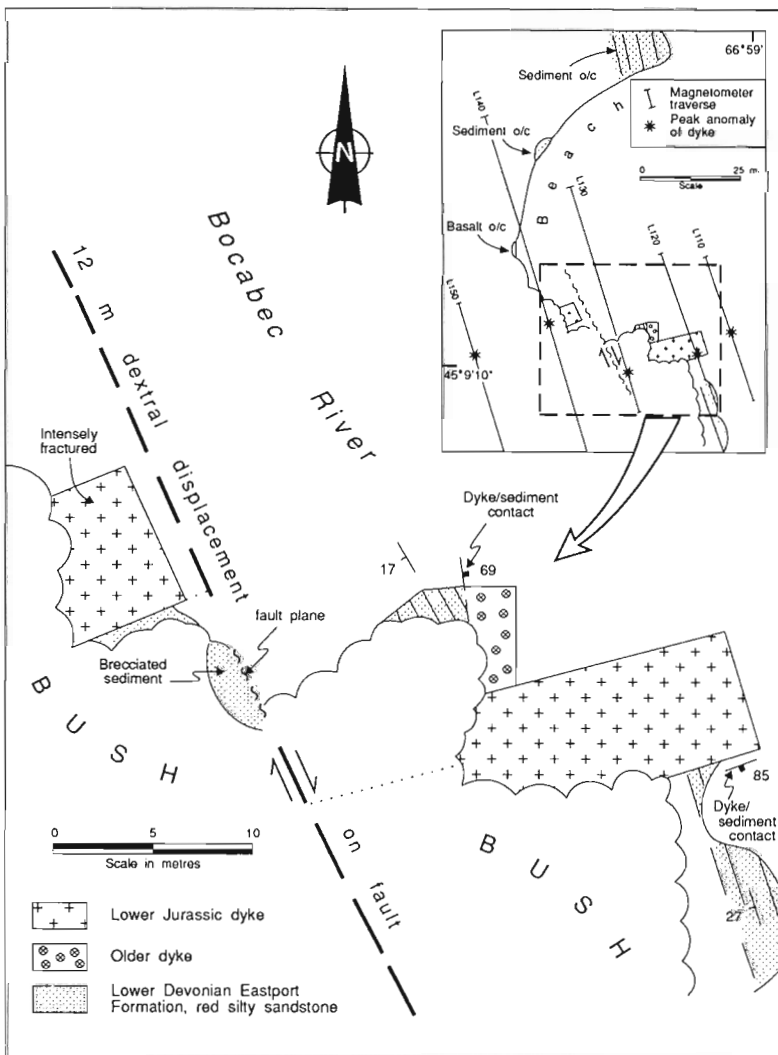 66°59'
Sediment o/c
Magnetometer
traverse
Peak anomaly
of dyke
L140
Sediment o/c
Beach
0 25 m.
Scale
L130
Basalt o/c
L120
L110
L150
45°9'10"
N
Bocabec
River
12 m dextral displacement
Intensely
fractured
Dyke/sediment
contact
17
69
fault plane
Brecciated
sediment
BUSH
85
Dyke/
sediment
contact
0 5 10
Scale in metres
on fault
BUSH
27
Lower Jurassic dyke
Older dyke
Lower Devonian Eastport
Formation, red silty sandstone